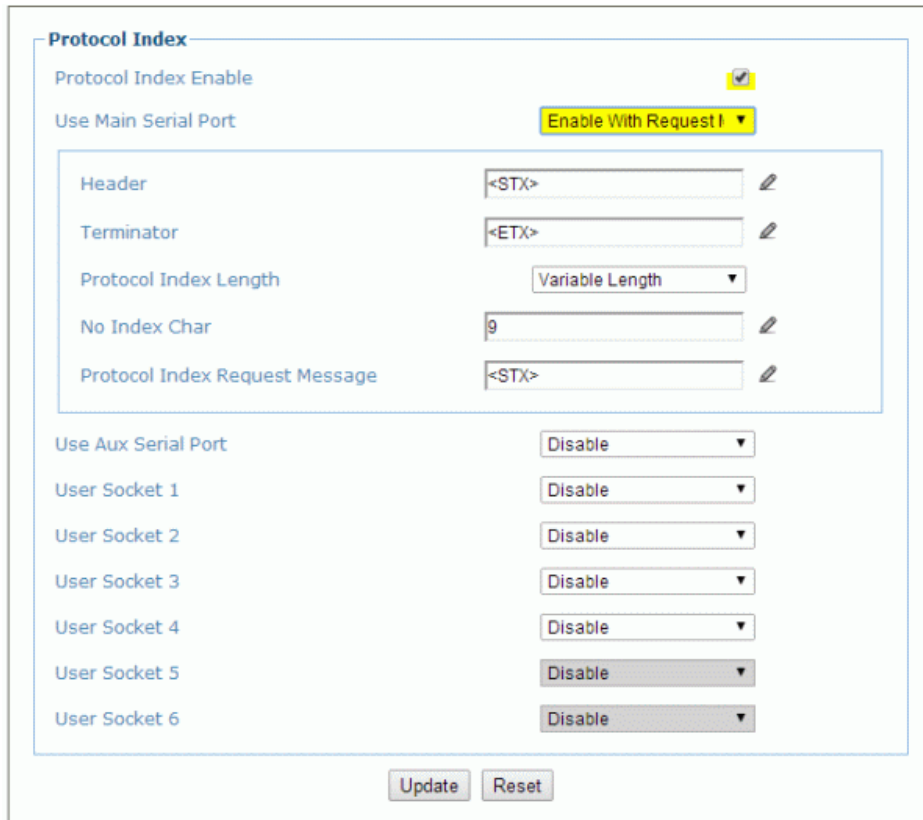 Protocol Index
Protocol Index Enable
Use Main Serial Port Enable With Request
Header <STX>
Terminator <ETX>
Protocol Index Length Variable Length
No Index Char 9
Protocol Index Request Message <STX>
Use Aux Serial Port Disable
User Socket 1 Disable
User Socket 2 Disable
User Socket 3 Disable
User Socket 4 Disable
User Socket 5 Disable
User Socket 6 Disable
Update Reset